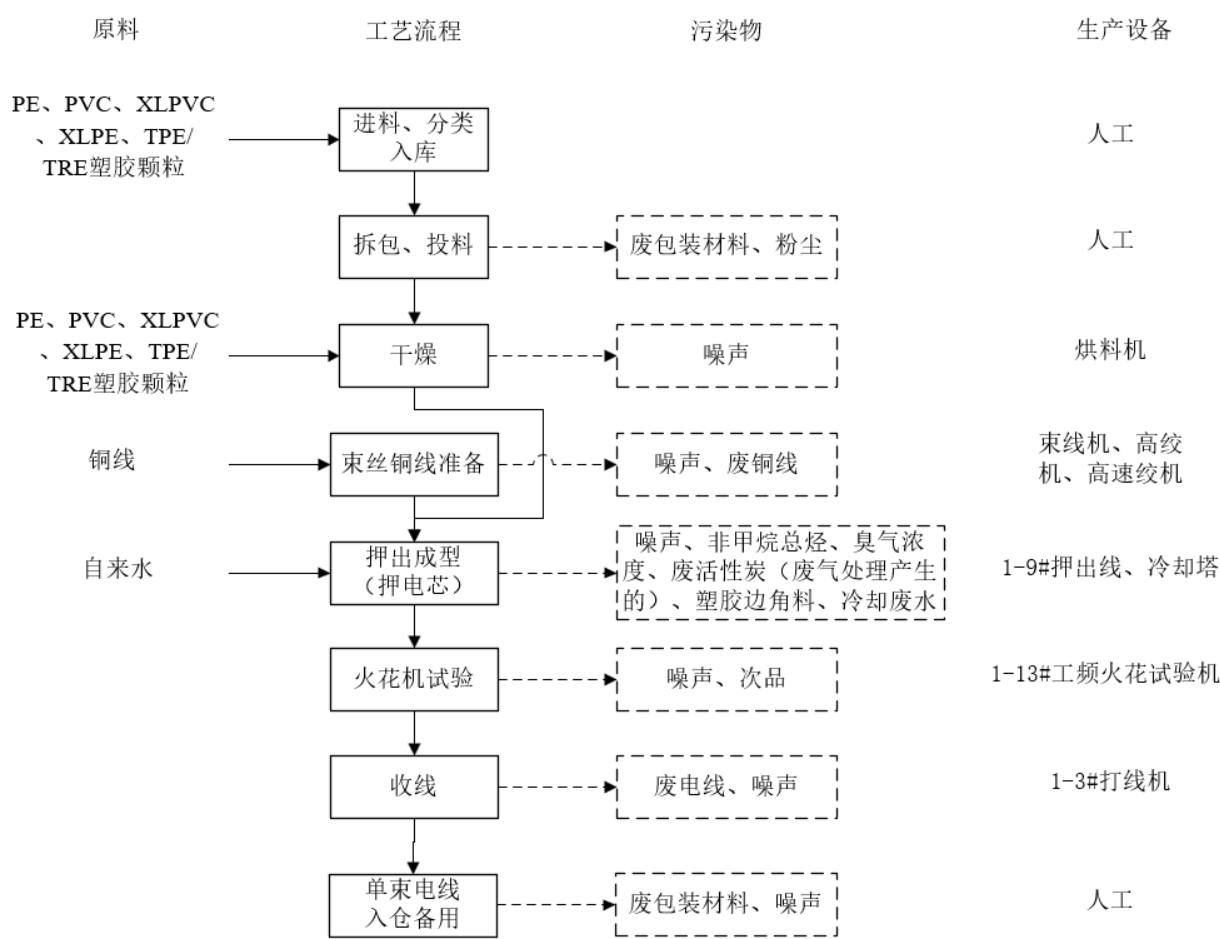 原料
工艺流程
污染物
生产设备
PE、PVC、XLPVC
、XLPE、TPE/
TRE塑胶颗粒
进料、分类
入库
人工
拆包、投料
废包装材料、粉尘
人工
PE、PVC、XLPVC
、XLPE、TPE/
TRE塑胶颗粒
干燥
噪声
烘料机
铜线
束丝铜线准备
噪声、废铜线
束线机、高绞
机、高速绞机
自来水
押出成型
（押电芯）
噪声、非甲烷总烃、臭气浓
度、废活性炭（废气处理产生
的）、塑胶边角料、冷却废水
1-9#押出线、冷却塔
火花机试验
噪声、次品
1-13#工频火花试验机
收线
废电线、噪声
1-3#打线机
单束电线
入仓备用
废包装材料、噪声
人工